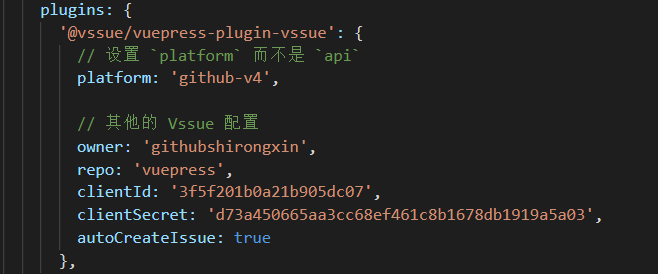 plugins: {
'@vssue/vuepress-plugin-vssue': {
// 设置 `platform` 而不是 `api`
platform: 'github-v4',
// 其他的 Vssue 配置
owner: 'githubshirongxin',
repo: 'vuepress',
clientId: '3f5f201b0a21b905dc07',
clientSecret: 'd73a450665aa3cc68ef461c8b1678db1919a5a03',
autoCreateIssue: true
},